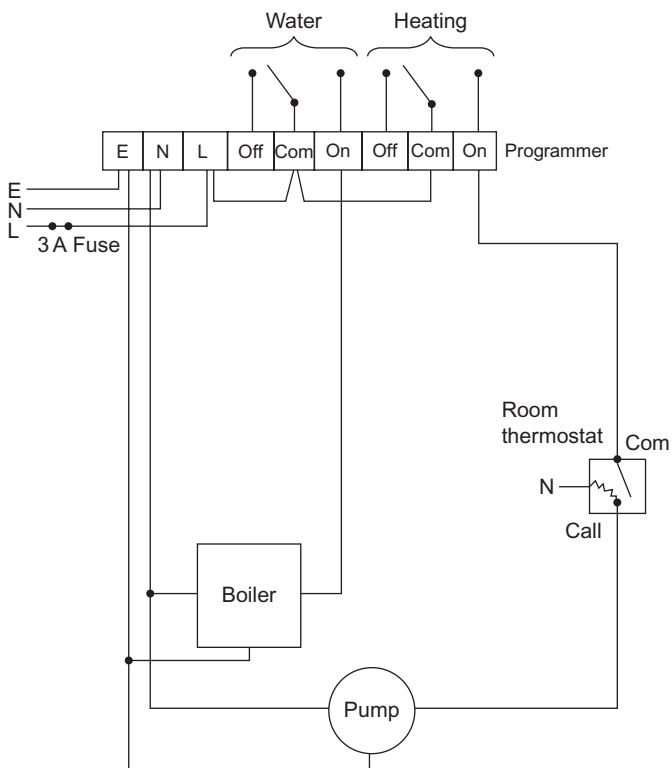 Water Heating
E N L Off Com On Off Com On Programmer
E
N
L
3 A Fuse
Room
thermostat
Com
N
Call
Boiler
Pump